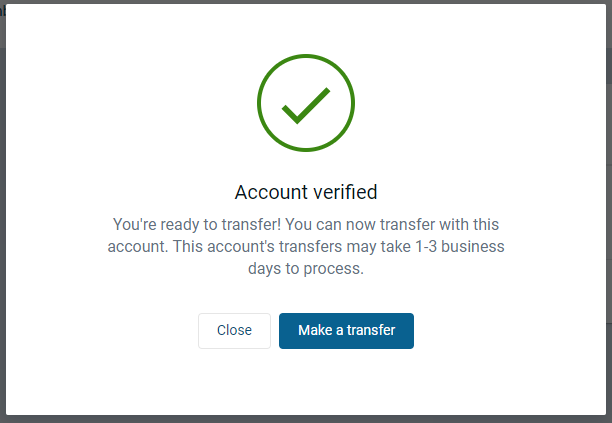 Account verified
You're ready to transfer! You can now transfer with this
account. This account's transfers may take 1-3 business
days to process.
Close
Make a transfer